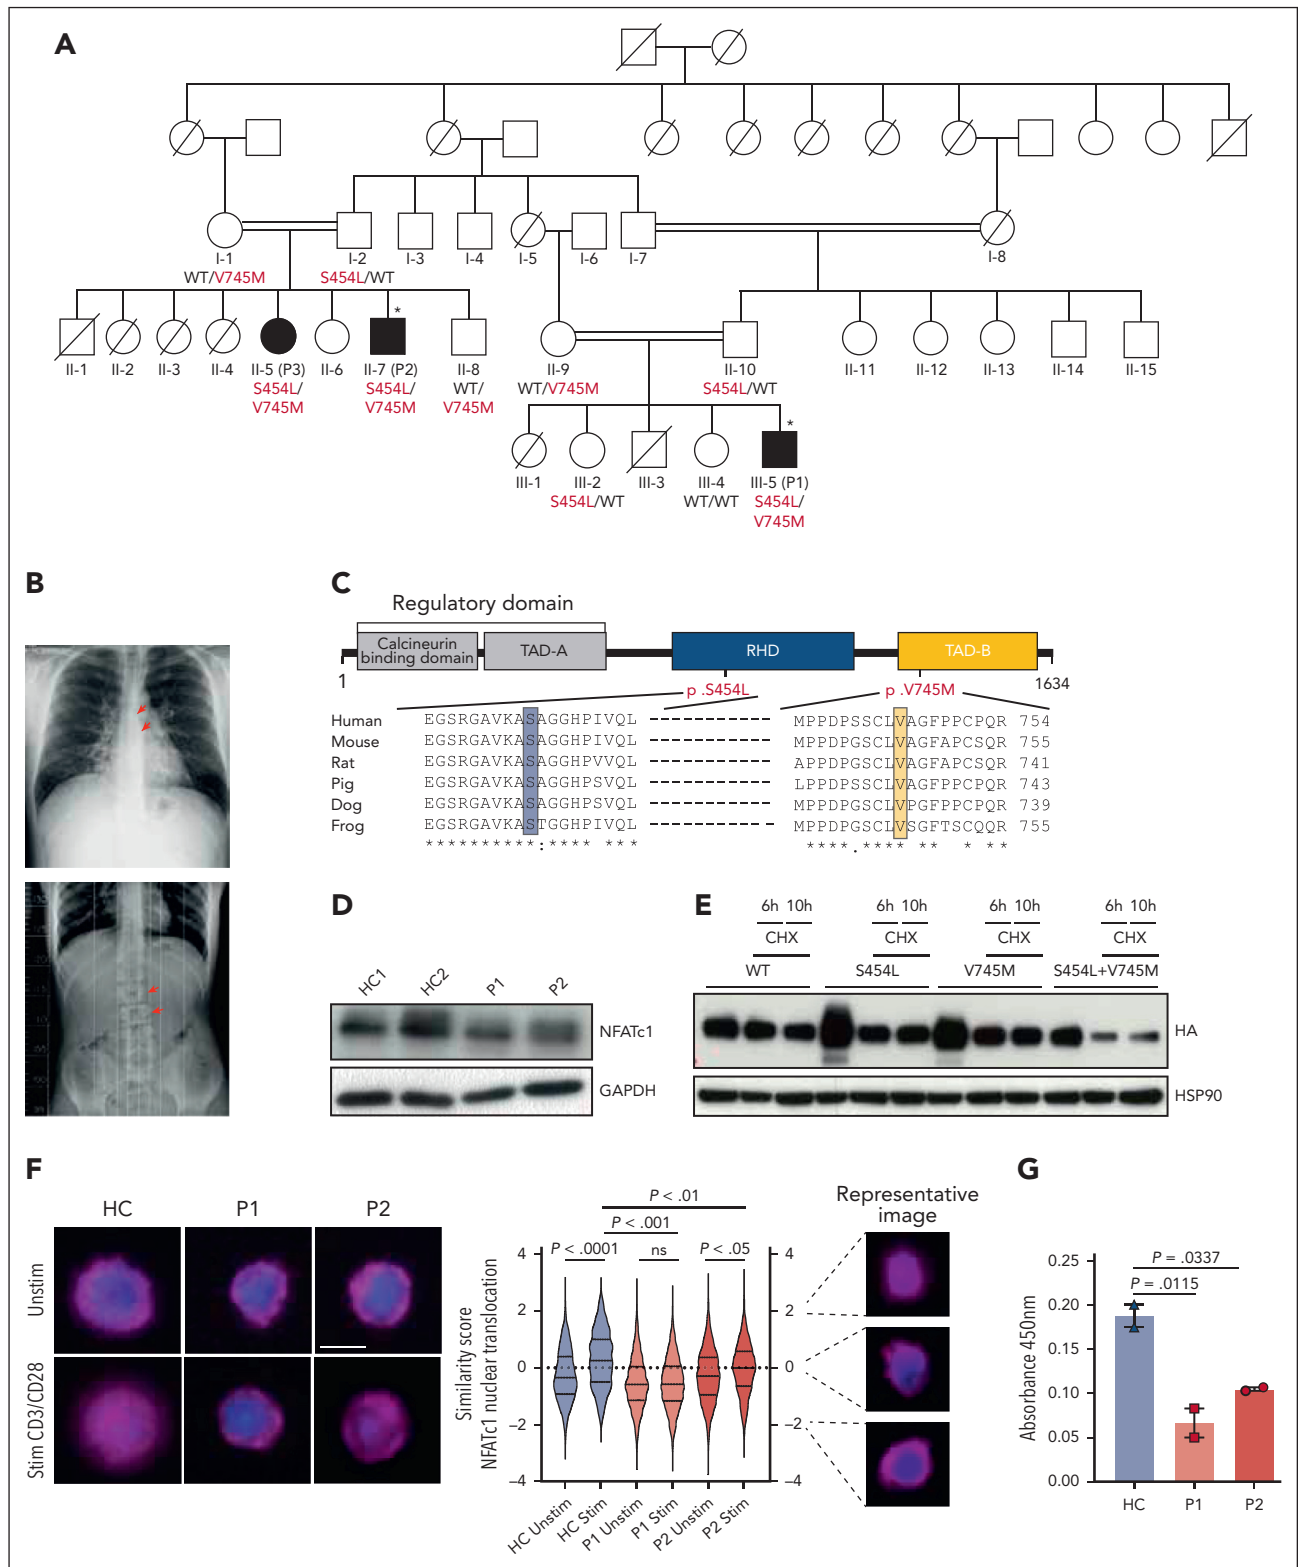 A
I-1
I-2
I-3
I-4
I-5
I-6
I-7
I-8
WT/V745M
S454L/WT
*
*
II-1
II-2
II-3
II-4
II-5 (P3)
II-6
II-7 (P2)
II-8
II-9
II-10
II-11
II-12
II-13
II-14
II-15
S454L/
V745M
S454L/
V745M
WT/
V745M
WT/V745M
S454L/WT
III-1
III-2
III-3
III-4
III-5 (P1)
S454L/WT
WT/WT
S454L/
V745M
B
C
Regulatory domain
Calcineurin
binding domain
TAD-A
RHD
TAD-B
1
p .S454L
p .V745M
1634
Human EGSRGAVKASAGGHPIVQL ------------- MPPDPSSCLVAGFPPCPQR 754
Mouse EGSRGAVKASAGGHPIVQL ------------- MPPDPGSCLVAGFAPCSQR 755
Rat EGSRGAVKASAGGHPVVQL ------------- APPDPGSCLVAGFAPCSQR 741
Pig EGSRGAVKASAGGHPSVQL ------------- LPPDPGSCLVAGFPPCPQR 743
Dog EGSRGAVKASAGGHPSVQL ------------- MPPDPGSCLVPGFPPCPQR 739
Frog EGSRGAVKASTGGHPIVQL ------------- MPPDPGSCLVSGFTSCQQR 755
**********:**** *** ****.**** ** * **
D
HC1
HC2
P1
P2
NFATc1
GAPDH
E
6h 10h
6h 10h
6h 10h
6h 10h
CHX
CHX
CHX
CHX
WT
S454L
V745M
S454L+V745M
HA
HSP90
F
HC
P1
P2
Unstim
Stim CD3/CD28
P < .01
P < .001
P < .0001
ns
P < .05
Similarity score
NFATc1 nuclear translocation
4
2
0
–2
–4
4
2
0
–2
–4
HC Unstim
HC Stim
P1 Unstim
P1 Stim
P2 Unstim
P2 Stim
Representative
image
G
P = .0337
P = .0115
Absorbance 450nm
0.25
0.20
0.15
0.10
0.05
0.00
HC
P1
P2